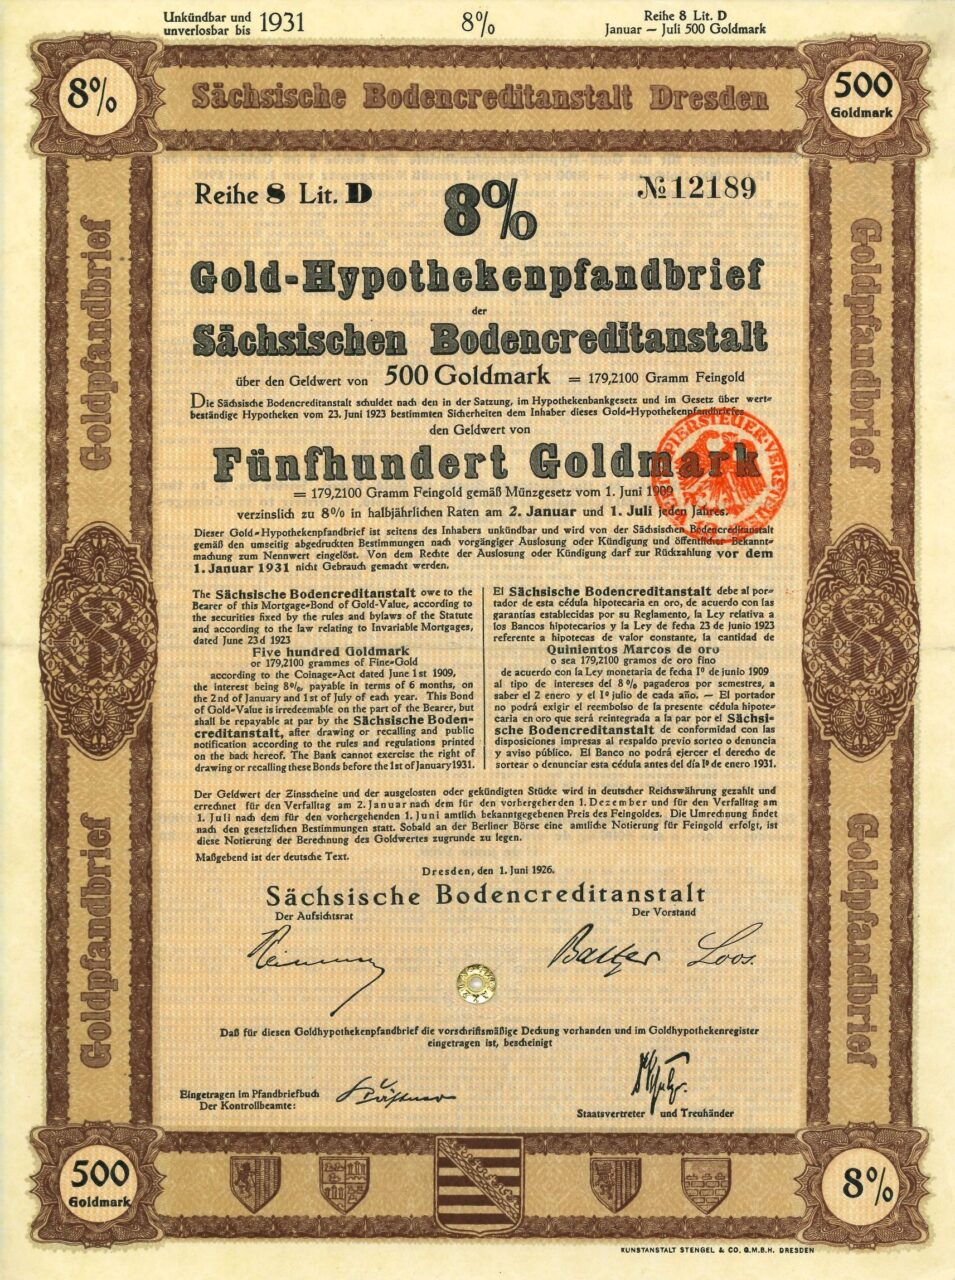 Unkündbar und
unverlosbar bis 1931
8%
Reihe 8 Lit. D
Januar — Juli 500 Goldmark
8%
Sächsische Bodencreditanstalt Dresden
500
Goldmark
Reihe 8 Lit. D
8%
№ 12189
Gold-Hypothekenpfandbrief
der
Sächsischen Bodencreditanstalt
über den Geldwert von 500 Goldmark = 179,2100 Gramm Feingold
Die Sächsische Bodencreditanstalt schuldet nach den in der Satzung, im Hypothekenbankgesetz und im Gesetz über wert-
beständige Hypotheken vom 23. Juni 1923 bestimmten Sicherheiten dem Inhaber dieses Gold-Hypothekenpfandbriefes
den Geldwert von
Fünfhundert Goldmark
= 179,2100 Gramm Feingold gemäß Münzgesetz vom 1. Juni 1909
verzinslich zu 8% in halbjährlichen Raten am 2. Januar und 1. Juli jeden Jahres.
Dieser Gold-Hypothekenpfandbrief ist seitens des Inhabers unkündbar und wird von der Sächsischen Bodencreditanstalt
gemäß den umseitig abgedruckten Bestimmungen nach vorgängiger Auslosung oder Kündigung und öffentlicher Bekannt-
machung zum Nennwert eingelöst. Von dem Rechte der Auslosung oder Kündigung darf zur Rückzahlung vor dem
1. Januar 1931 nicht Gebrauch gemacht werden.
The Sächsische Bodencreditanstalt owe to the
Bearer of this Mortgage-Bond of Gold-Value, according to
the securities fixed by the rules and bylaws of the Statute
and according to the law relating to Invariable Mortgages,
dated June 23d 1923
Five hundred Goldmark
or 179,2100 grammes of Fine-Gold
according to the Coinage-Act dated June 1st 1909,
the interest being 8%, payable in terms of 6 months, on
the 2nd of January and 1st of July of each year. This Bond
of Gold-Value is irredeemable on the part of the Bearer, but
shall be repayable at par by the Sächsische Boden-
creditanstalt, after drawing or recalling and public
notification according to the rules and regulations printed
on the back hereof. The Bank cannot exercise the right of
drawing or recalling these Bonds before the 1st of January 1931.
El Sächsische Bodencreditanstalt debe al por-
tador de esta cédula hipotecaria en oro, de acuerdo con las
garantías establecidas por su Reglamento, la Ley relativa a
los Bancos hipotecarios y la Ley de fecha 23 de junio 1923
referente a hipotecas de valor constante, la cantidad de
Quinientos Marcos de oro
o sea 179,2100 gramos de oro fino
de acuerdo con la Ley monetaria de fecha 1º de junio 1909
al tipo de intereses del 8% pagaderos por semestres, a
saber el 2 enero y el 1º julio de cada año. — El portador
no podrá exigir el reembolso de la presente cédula hipote-
caria en oro que será reintegrada a la par por el Sächsi-
sche Bodencreditanstalt de conformidad con las
disposiciones impresas al respaldo previo sorteo o denuncia
y aviso público. El Banco no podrá ejercer el derecho de
sortear o denunciar esta cédula antes del día 1º de enero 1931.
Der Geldwert der Zinsscheine und der ausgelosten oder gekündigten Stücke wird in deutscher Reichswährung gezahlt und
errechnet für den Verfalltag am 2. Januar nach dem für den vorhergehenden 1. Dezember und für den Verfalltag am
1. Juli nach dem für den vorhergehenden 1. Juni amtlich bekanntgegebenen Preis des Feingoldes. Die Umrechnung findet
nach den gesetzlichen Bestimmungen statt. Sobald an der Berliner Börse eine amtliche Notierung für Feingold erfolgt, ist
diese Notierung der Berechnung des Goldwertes zugrunde zu legen.
Maßgebend ist der deutsche Text.
Dresden, den 1. Juni 1926.
Sächsische Bodencreditanstalt
Der Aufsichtsrat
Der Vorstand
Baltzer Loos.
Daß für diesen Goldhypothekenpfandbrief die vorschriftsmäßige Deckung vorhanden und im Goldhypothekenregister
eingetragen ist, bescheinigt
Eingetragen im Pfandbriefbuch
Der Kontrollbeamte:
Staatsvertreter und Treuhänder
Goldpfandbrief
Goldpfandbrief
Goldpfandbrief
Goldpfandbrief
500
Goldmark
8%
KUNSTANSTALT STENGEL & CO. G.M.B.H. DRESDEN